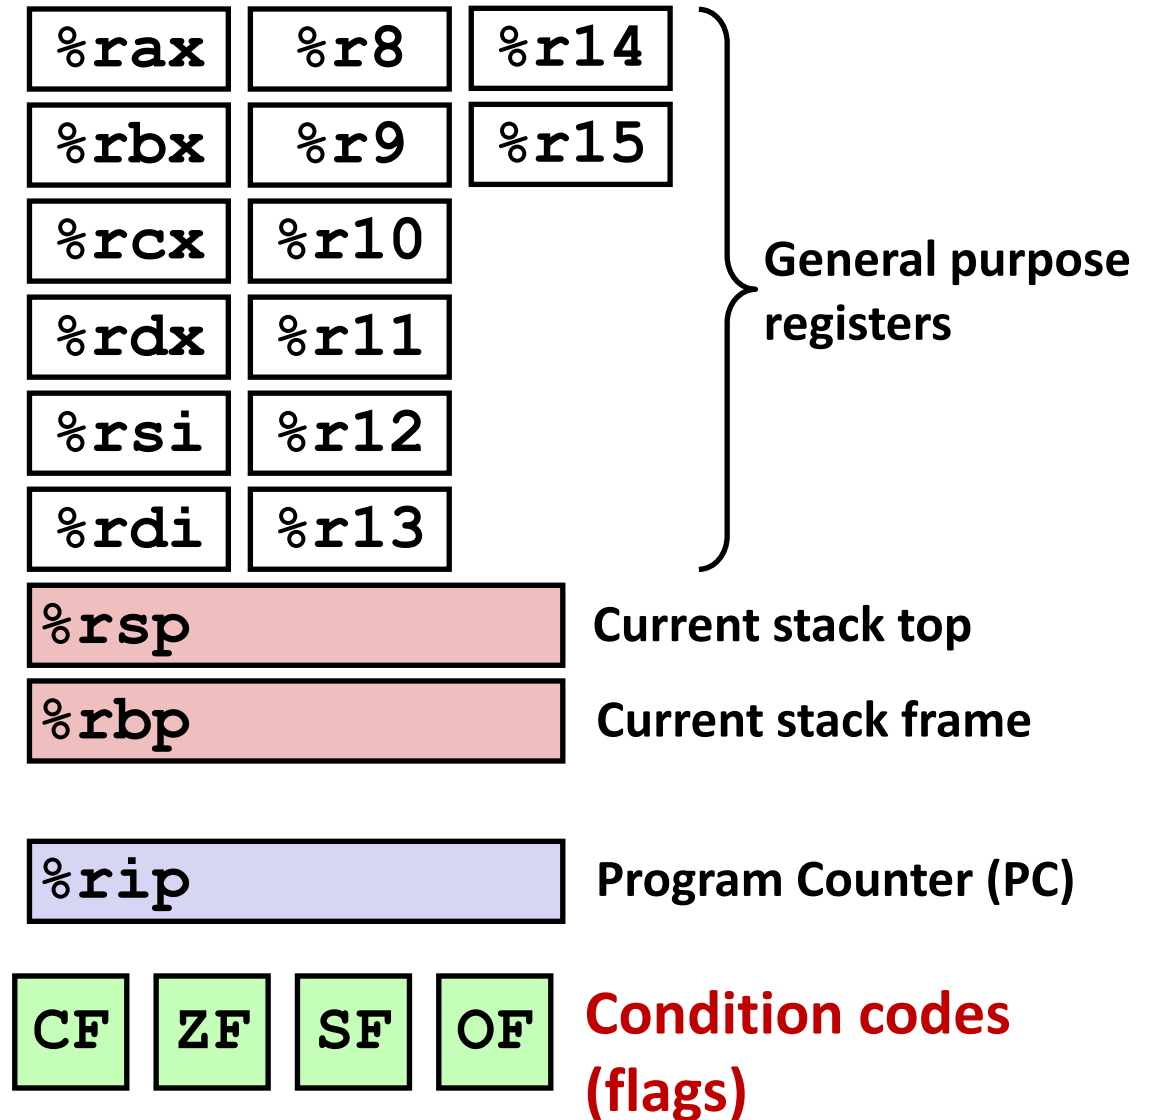 %rax %r8 %r14
%rbx %r9 %r15
%rcx %r10
%rdx %r11
%rsi %r12
%rdi %r13
General purpose
registers
%rsp Current stack top
%rbp Current stack frame
%rip Program Counter (PC)
CF ZF SF OF Condition codes
(flags)